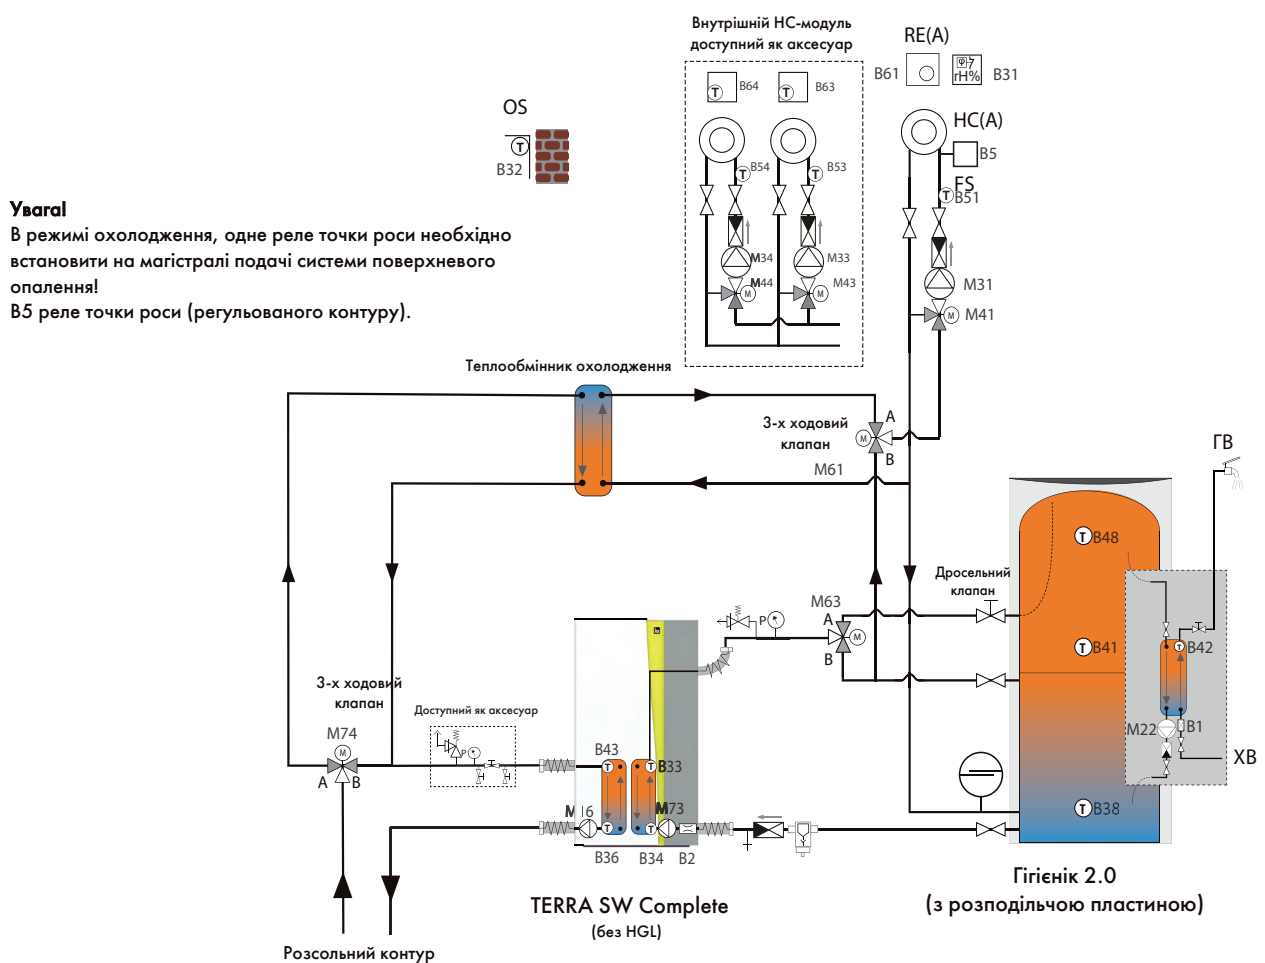 Внутрішній НС-модуль
доступний як аксесуар
RE(A)
B61
rH%
B31
T
B64
T
B63
OS
T
B32
HC(A)
B5
T
B54
T
B53
FS
T
B51
Увага!
В режимі охолодження, одне реле точки роси необхідно
встановити на магістралі подачі системи поверхневого
опалення!
B5 реле точки роси (регульованого контуру).
M34
M33
M31
M
M44
M
M43
M
M41
Теплообмінник охолодження
3-х ходовий
клапан
A
M
B
M61
ГВ
T
B48
Дросельний
клапан
M63
A
M
B
P
T
B41
T
B42
3-х ходовий
клапан
Доступний як аксесуар
M74
M
A
B
P
B43
T
T
B33
M22
B1
ХВ
T
B38
M16
T
T
M73
B36
B34
B2
Гігієнік 2.0
(з розподільчою пластиною)
TERRA SW Complete
(без HGL)
Розсольний контур